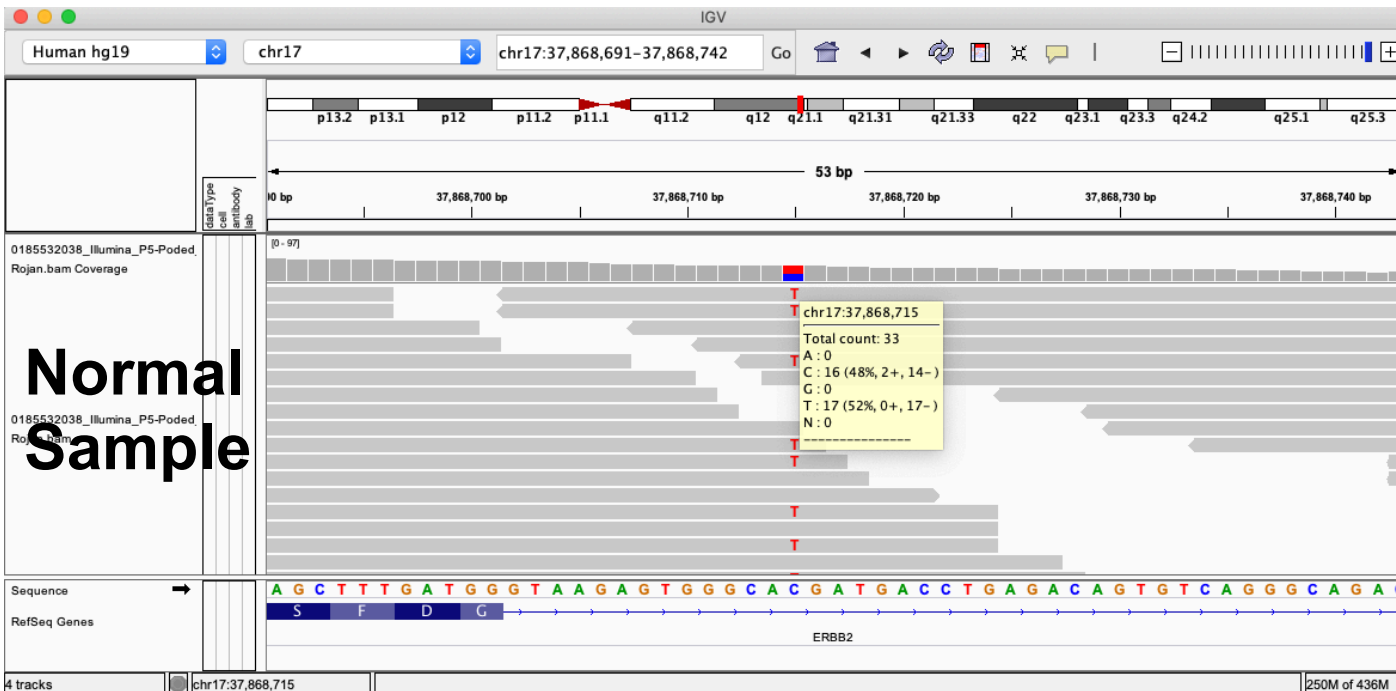 IGV
Human hg19 chr17 chr17:37,868,691-37,868,742 Go
p13.2 p13.1 p12 p11.2 p11.1 q11.2 q12 q21.1 q21.31 q21.33 q22 q23.1 q23.3 q24.2 q25.1 q25.3
53 bp
37,868,700 bp 37,868,710 bp 37,868,720 bp 37,868,730 bp 37,868,740 bp
dataType
cell
antibody
lab
0185532038_Illumina_P5-Poded_
Rojan.bam Coverage
[0 - 97]
T
T
T
T
T
T
T
chr17:37,868,715
Total count: 33
A : 0
C : 16 (48%, 2+, 14- )
G : 0
T : 17 (52%, 0+, 17- )
N : 0
---------------
Normal
Sample
0185532038_Illumina_P5-Poded_
Rojan.bam
Sequence
A G C T T T G A T G G G T A A G A G T G G G C A C G A T G A C C T G A G A C A G T G T C A G G G C A G A
RefSeq Genes
S F D G
ERBB2
4 tracks chr17:37,868,715 250M of 436M